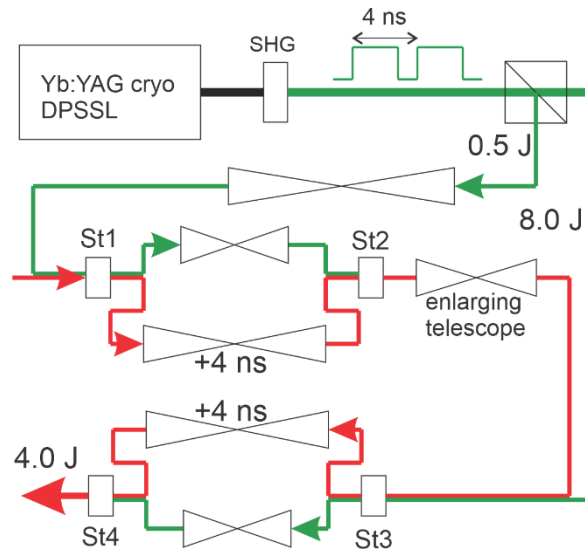 4 ns
SHG
Yb:YAG cryo
DPSSL
0.5 J
8.0 J
St1
St2
enlarging
telescope
+4 ns
+4 ns
4.0 J
St4
St3